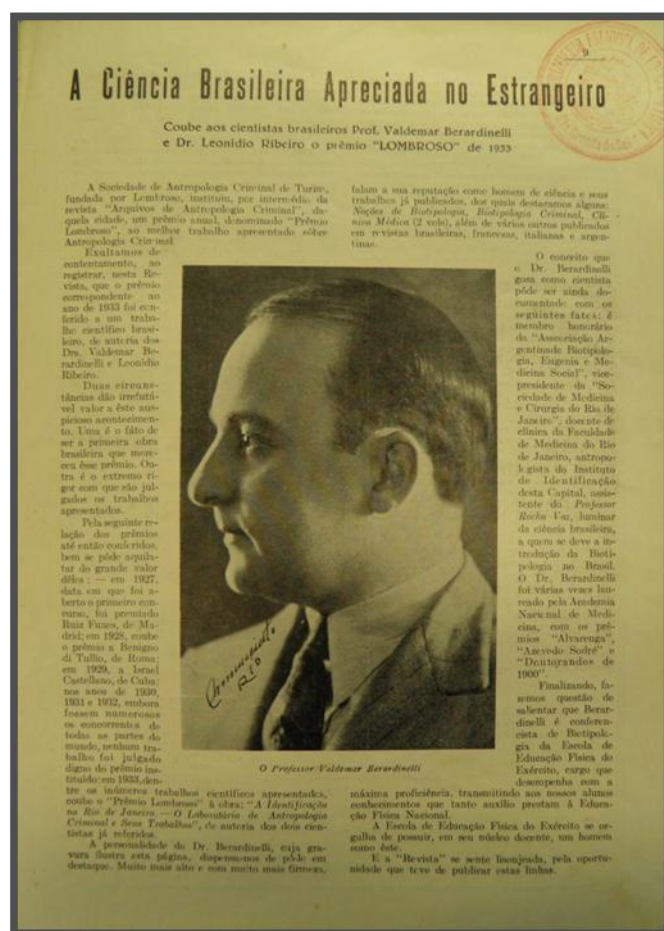 9
A Ciência Brasileira Apreciada no Estrangeiro
Coube aos cientistas brasileiros Prof. Valdemar Berardinelli
e Dr. Leonidio Ribeiro o prêmio "LOMBROSO" de 1933
A Sociedade de Antropologia Criminal de Turim,
fundada por Lombroso, instituiu, por intermédio da
revista "Arquivos de Antropologia Criminal", da-
quela cidade, um prêmio anual, denominado "Prêmio
Lombroso", ao melhor trabalho apresentado sôbre
Antropologia Criminal
Exultamos de
contentamento, ao
registrar, nesta Re-
vista, que o prêmio
correspondente ao
ano de 1933 foi con-
ferido a um traba-
lho científico brasi-
leiro, de autoria dos
Drs. Valdemar Be-
rardinelli e Leonidio
Ribeiro.
Duas circuns-
tâncias dão irrefutá-
vel valor a êste aus-
picioso acontecimen-
to. Uma é o fáto de
ser a primeira obra
brasileira que mere-
ceu êsse prêmio. Ou-
tra é o extremo ri-
gor com que são jul-
gados os trabalhos
apresentados.
Pela seguinte re-
lação dos prêmios
até então conferidos,
bem se póde aquila-
tar do grande valor
dêles : — em 1927,
data em que foi a-
berto o primeiro con-
curso, foi premiado
Ruiz Funes, de Ma-
drid; em 1928, coube
o prêmio a Benigno
di Tullio, de Roma;
em 1929, a Israel
Castellano, de Cuba;
nos anos de 1930,
1931 e 1932, embora
fossem numerosos
os concorrentes de
todas as partes do
mundo, nenhum tra-
balho foi julgado
digno do prêmio ins-
tituido; em 1933, den-
tre os inúmeros trabalhos científicos apresentados,
coube o "Prêmio Lombroso" à obra: "A Identificação
no Rio de Janeiro. — O Laboratório de Antropologia
Criminal e Seus Trabalhos", de autoria dos dois cien-
tistas já referidos.
A personalidade do Dr. Berardinelli, cuja gra-
vura ilustra esta página, dispensa-nos de pôde em
destaque. Muito mais alto e com muito mais firmeza,
falam a sua reputação como homem de ciência e seus
trabalhos já publicados, dos quais destacamos alguns:
Noções de Biotipologia, Biotipologia Criminal, Clí-
nica Médica (2 vols), além de vários outros publicados
em revistas brasileiras, francesas, italianas e argen-
tinas.
O conceito que
o Dr. Berardinelli
gosa como cientista
póde ser ainda do-
cumentado com os
seguintes fatos: é
membro honorário
da "Associação Ar-
gentina de Biotipolo-
gia, Eugenia e Me-
dicina Social", vice-
presidente da "So-
ciedade de Medicina
e Cirurgia do Rio de
Janeiro", docente de
clínica da Faculdade
de Medicina do Rio
de Janeiro, antropo-
logista do Instituto
de Identificação
desta Capital, assis-
tente do Professor
Rocha Vaz, luminar
da ciência brasileira,
a quem se deve a in-
trodução da Bioti-
pologia no Brasil.
O Dr. Berardinelli
foi várias vezes lau-
reado pela Academia
Nacional de Medi-
cina, com os prê-
mios "Alvarenga",
"Azevedo Sodré" e
"Doutorandos de
1900".
Finalizando, fa-
zemos questão de
salientar que Berar-
dinelli é conferen-
cista de Biotipolo-
gia da Escola de
Educação Física do
Exército, cargo que
desempenha com a
máxima proficiência, transmitindo aos nossos alunos
conhecimentos que tanto auxílio prestam á Educa-
ção Física Nacional.
A Escola de Educação Física do Exército se or-
gulha de possuir, em seu núcleo docente, um homem
como êste.
E a "Revista" se sente lisonjeada, pela oportu-
nidade que teve de publicar estas linhas.
RIO
O Professor Valdemar Berardinelli